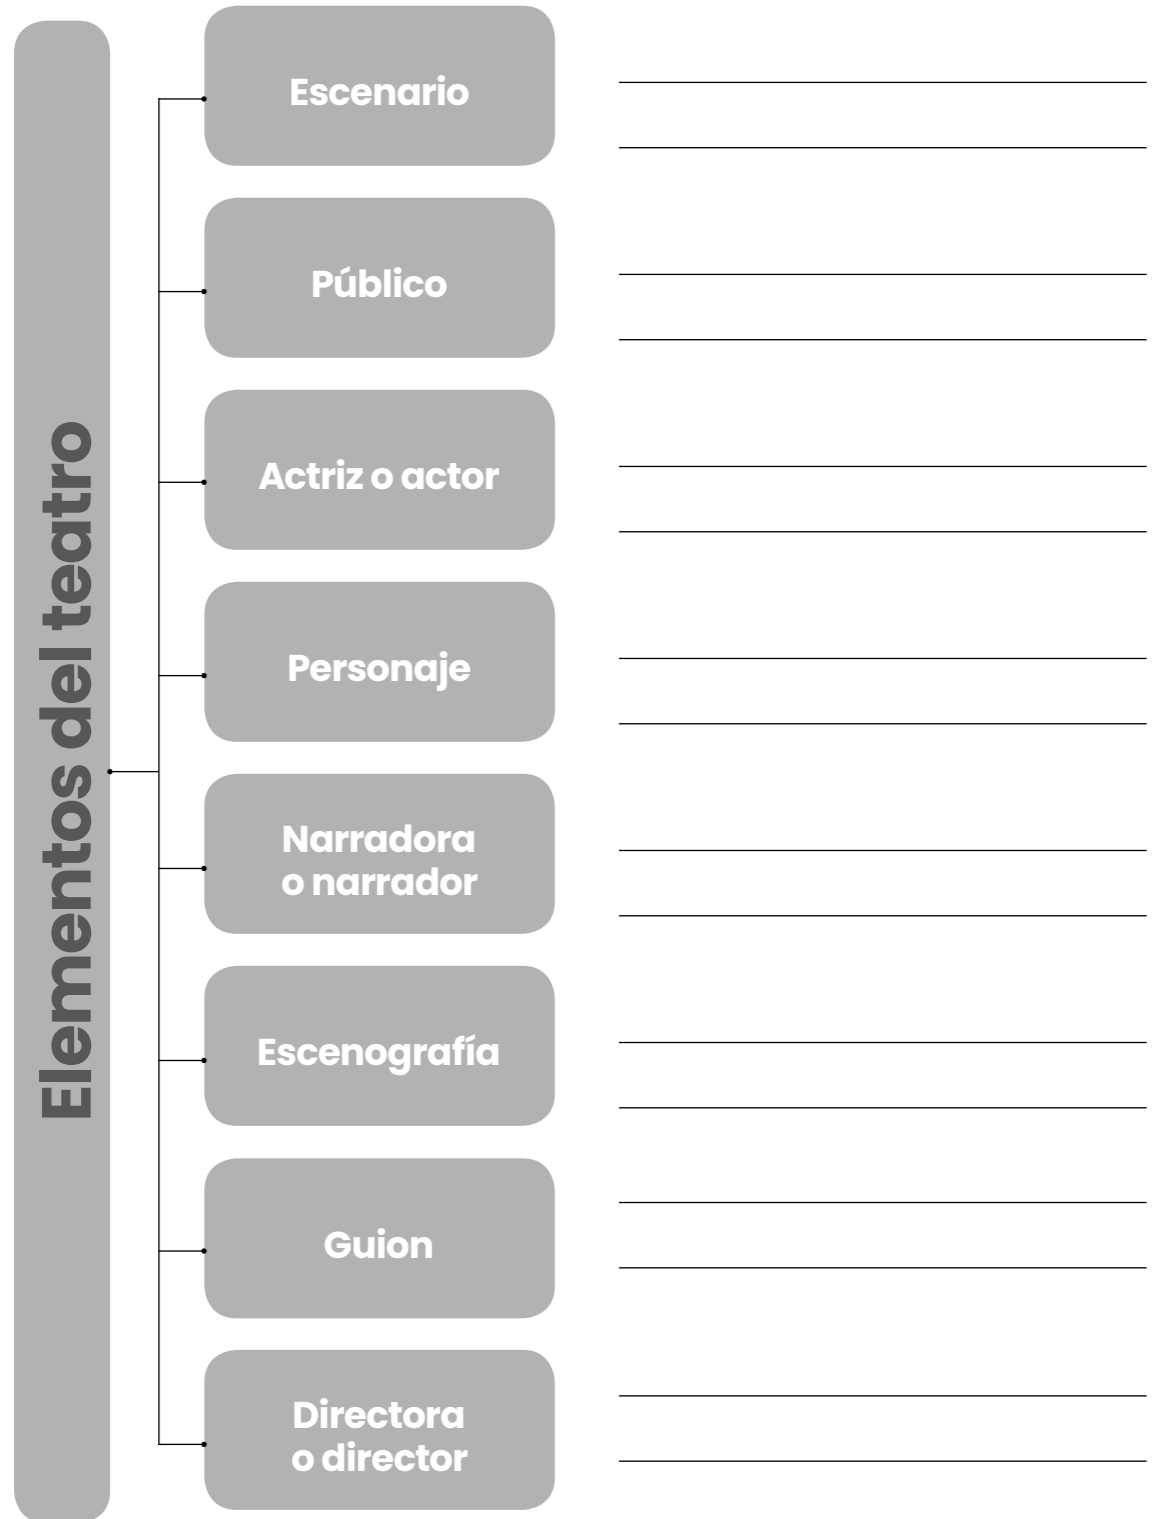 Elementos del teatro
Escenario
Público
Actriz o actor
Personaje
Narradora
o narrador
Escenografía
Guion
Directora
o director